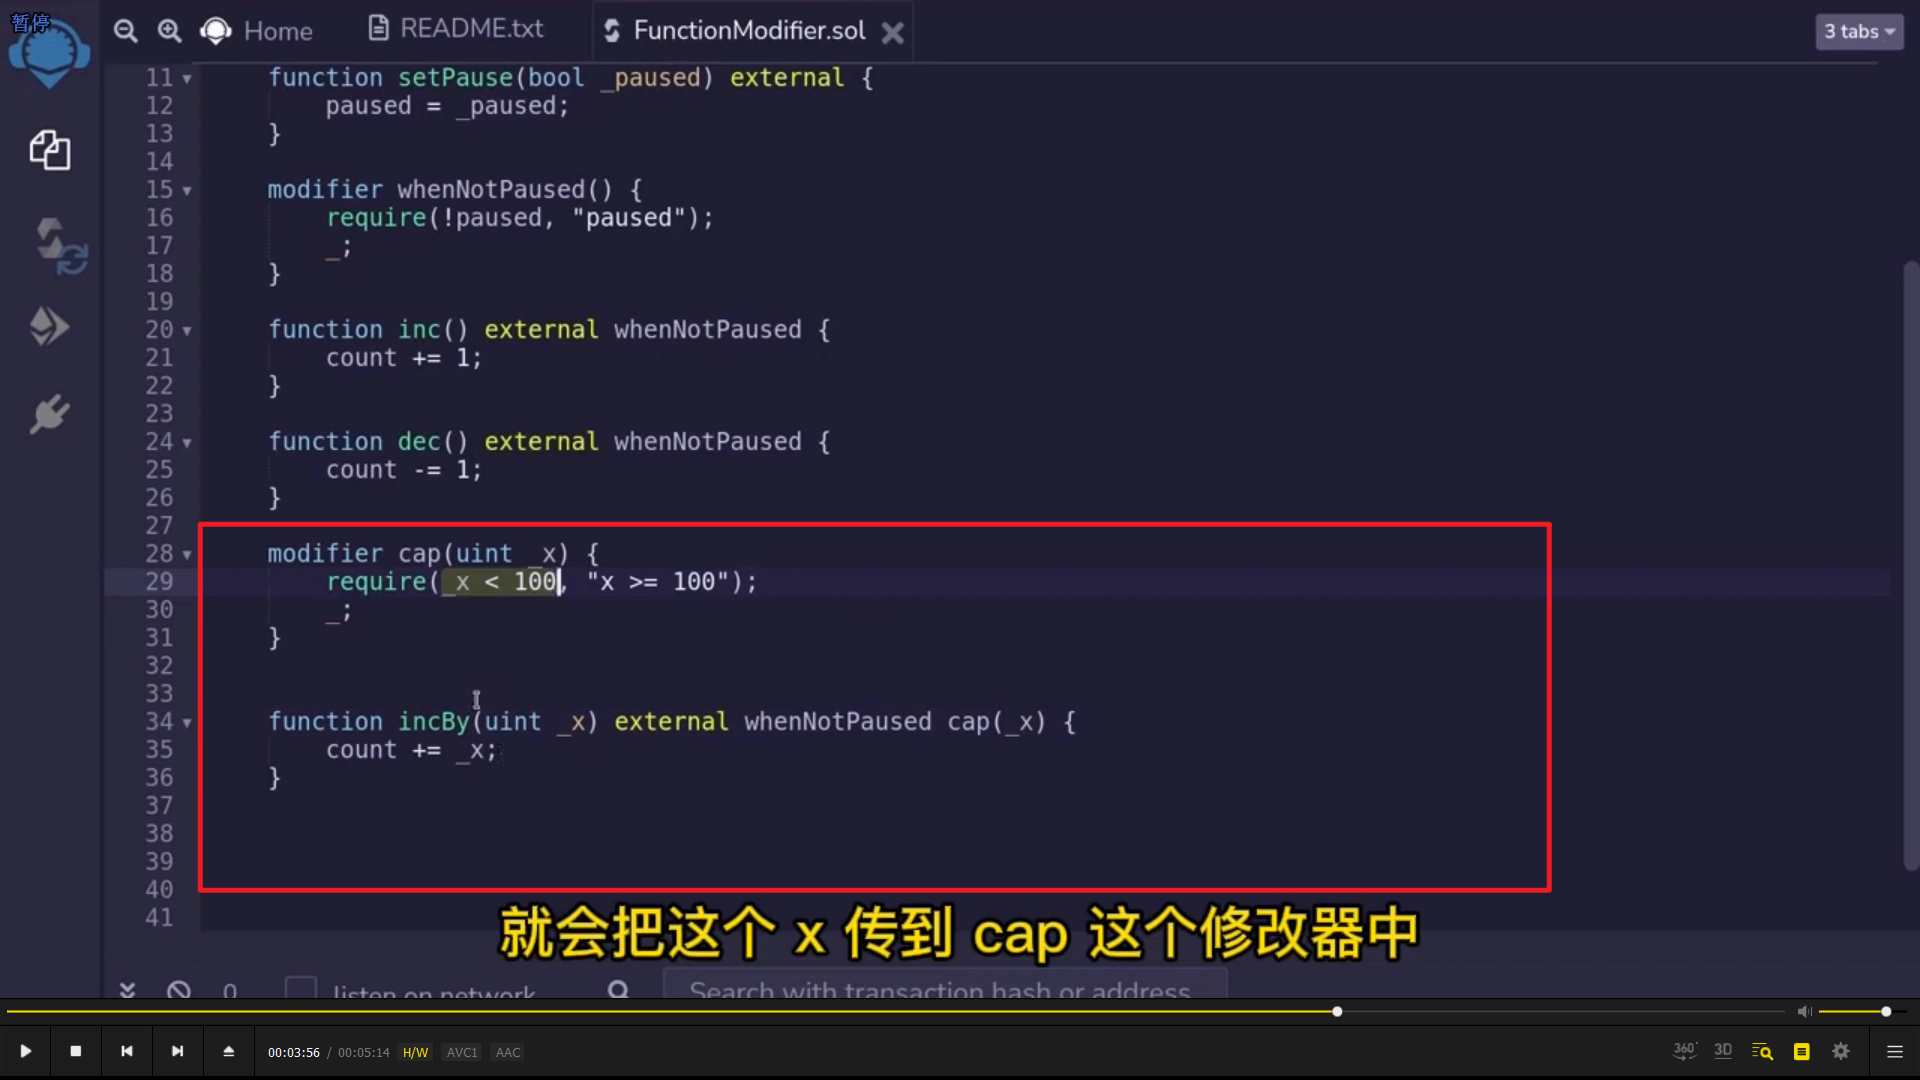 暂停
Home
README.txt
FunctionModifier.sol
3 tabs
11 function setPause(bool _paused) external {
12 paused = _paused;
13 }
14
15 modifier whenNotPaused() {
16 require(!paused, "paused");
17 _;
18 }
19
20 function inc() external whenNotPaused {
21 count += 1;
22 }
23
24 function dec() external whenNotPaused {
25 count -= 1;
26 }
27
28 modifier cap(uint _x) {
29 require(_x < 100, "x >= 100");
30 _;
31 }
32
33
34 function incBy(uint _x) external whenNotPaused cap(_x) {
35 count += _x;
36 }
37
38
39
40
41
就会把这个 x 传到 cap 这个修改器中
0 listen on network Search with transaction hash or address
00:03:56 / 00:05:14 H/W AVC1 AAC
360° 3D